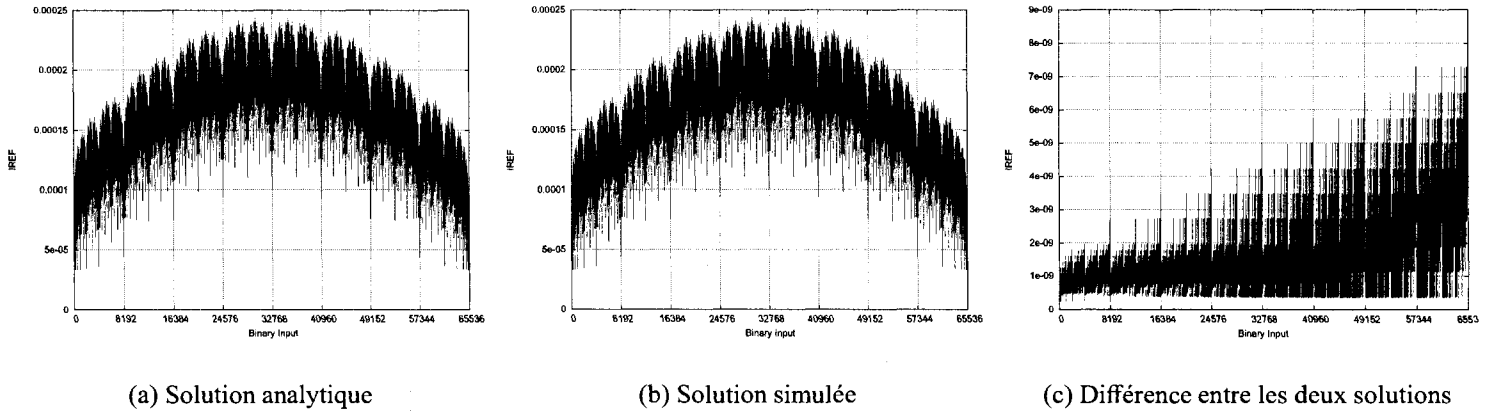 0.00025
0.0002
0.00015
0.0001
5e-05
0
IREF
0 8192 16384 24576 32768 40960 49152 57344 65536
Binary Input
(a) Solution analytique
0.00025
0.0002
0.00015
0.0001
5e-05
0
IREF
0 8192 16384 24576 32768 40960 49152 57344 65536
Binary Input
(b) Solution simulée
9e-09
8e-09
7e-09
6e-09
5e-09
4e-09
3e-09
2e-09
1e-09
0
IREF
0 8192 16384 24576 32768 40960 49152 57344 6553
Binary Input
(c) Différence entre les deux solutions